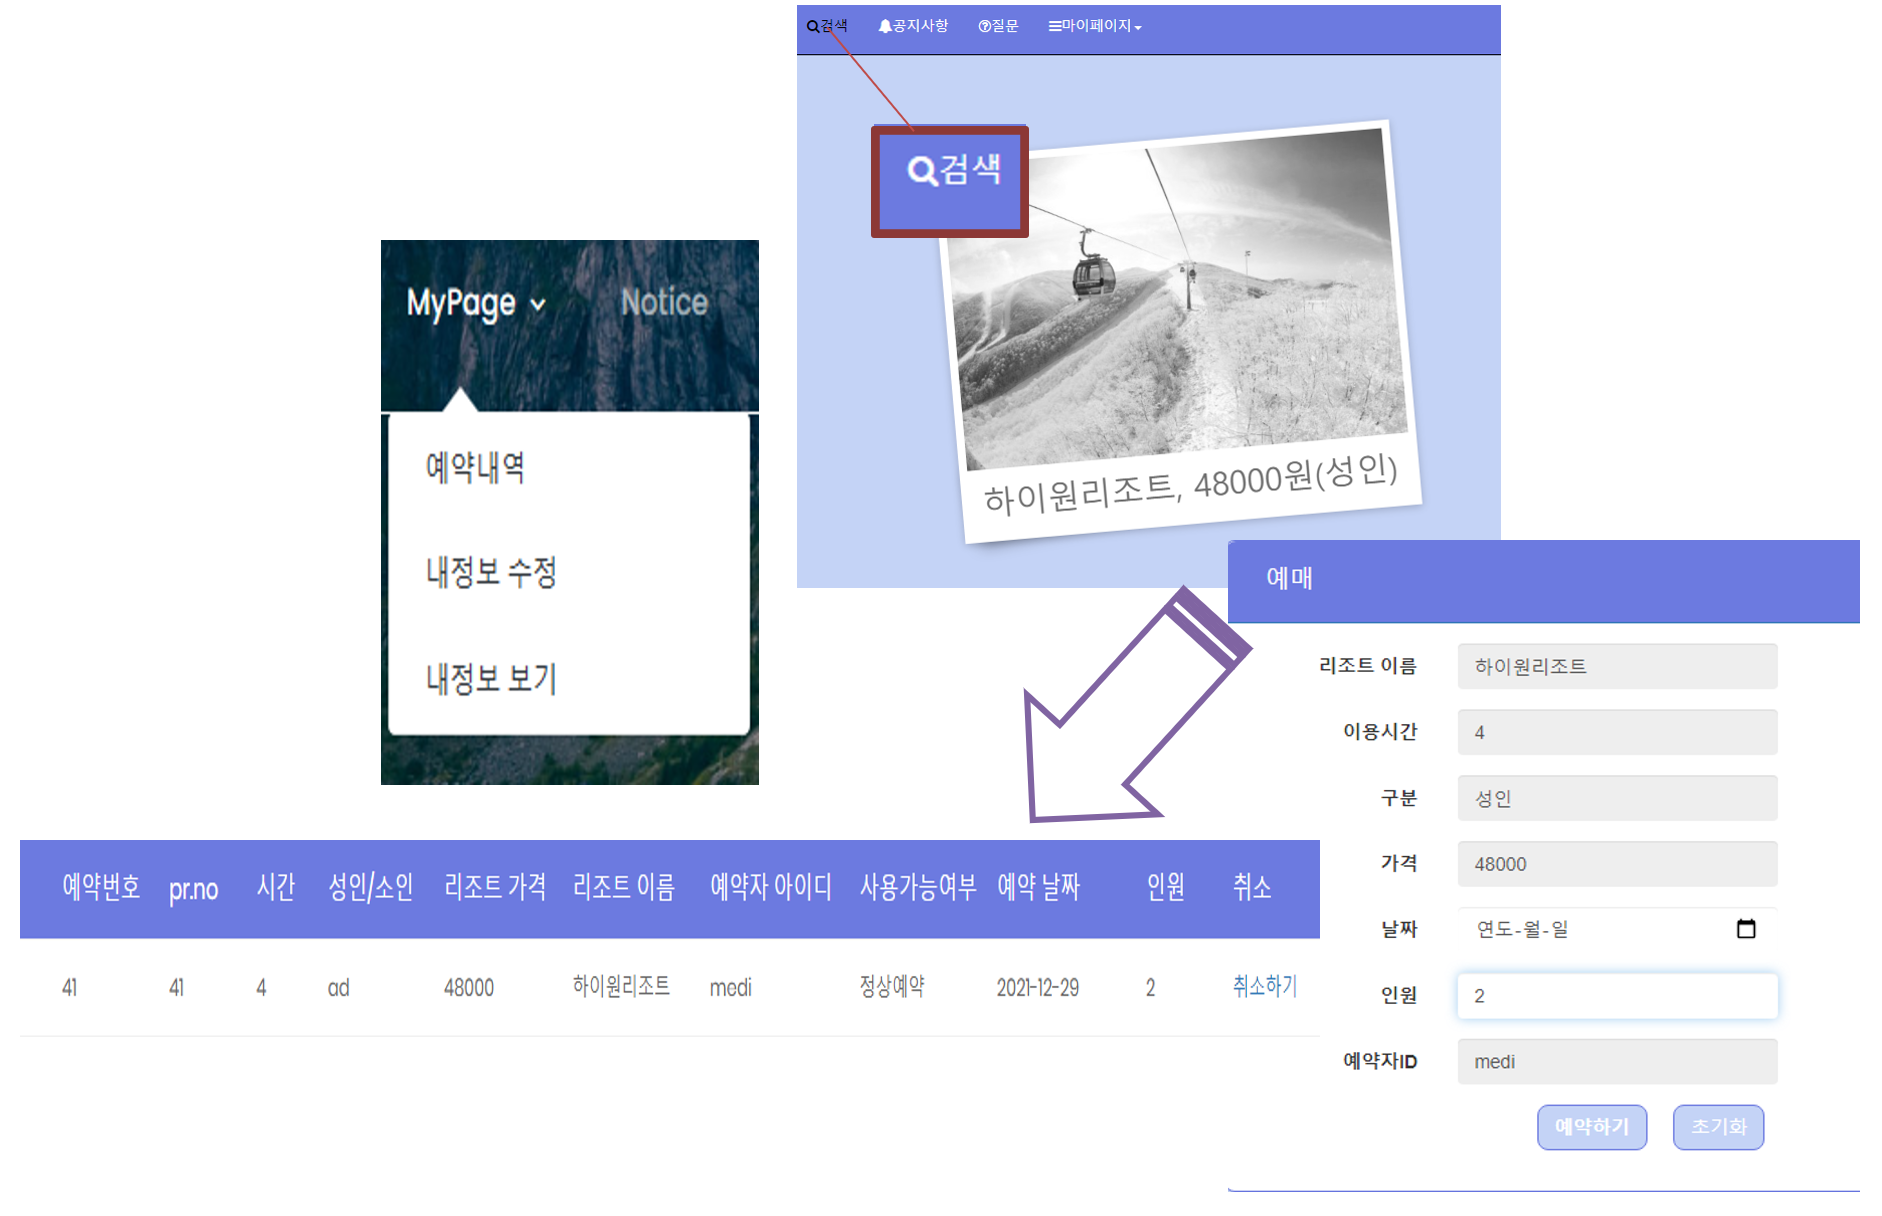 검색 공지사항 질문 마이페이지
검색
하이원리조트, 48000원(성인)
MyPage Notice
예약내역
내정보 수정
내정보 보기
예매
리조트 이름 하이원리조트
이용시간 4
구분 성인
가격 48000
날짜 연도-월-일
인원 2
예약자ID medi
예약하기 초기화
예약번호 pr.no 시간 성인/소인 리조트 가격 리조트 이름 예약자 아이디 사용가능여부 예약 날짜 인원 취소
41 41 4 ad 48000 하이원리조트 medi 정상예약 2021-12-29 2 취소하기